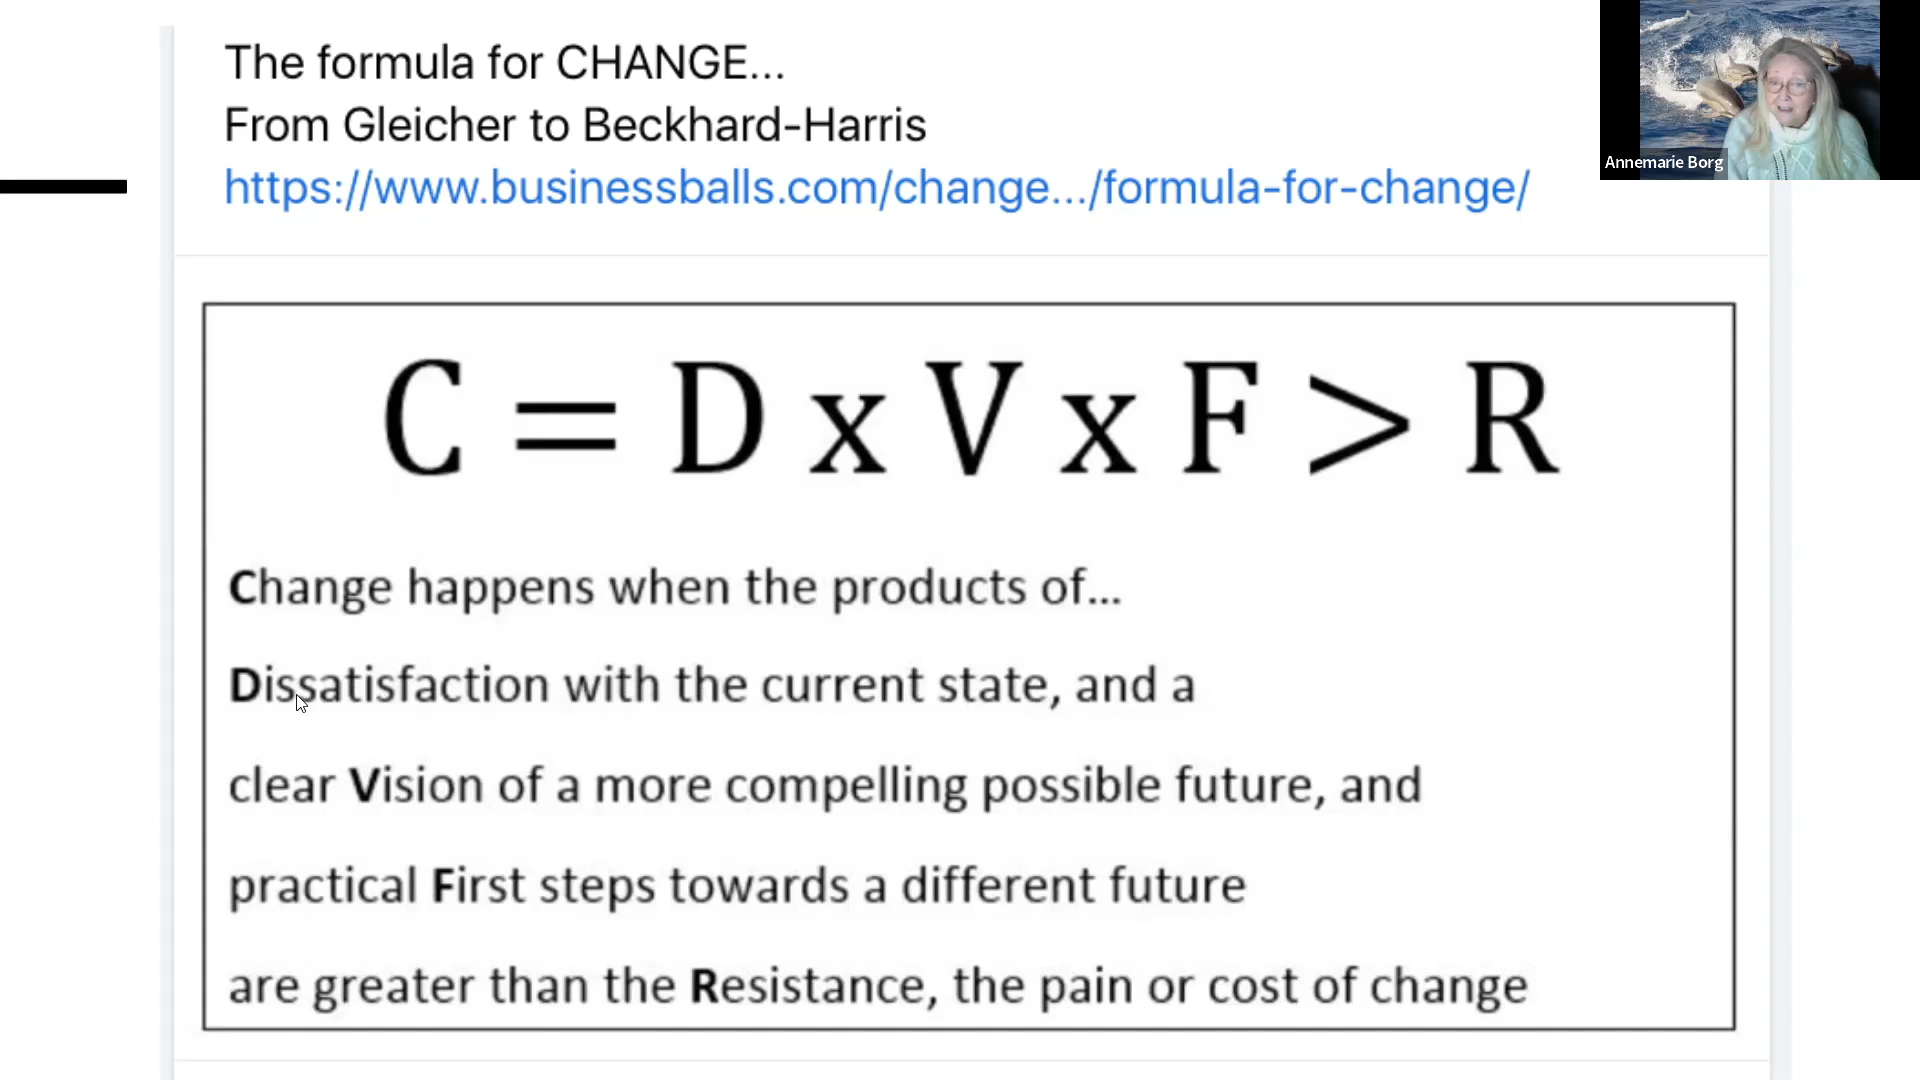 The formula for CHANGE...
From Gleicher to Beckhard-Harris
https://www.businessballs.com/change.../formula-for-change/
Annemarie Borg
C = D x V x F > R
Change happens when the products of...
Dissatisfaction with the current state, and a
clear Vision of a more compelling possible future, and
practical First steps towards a different future
are greater than the Resistance, the pain or cost of change